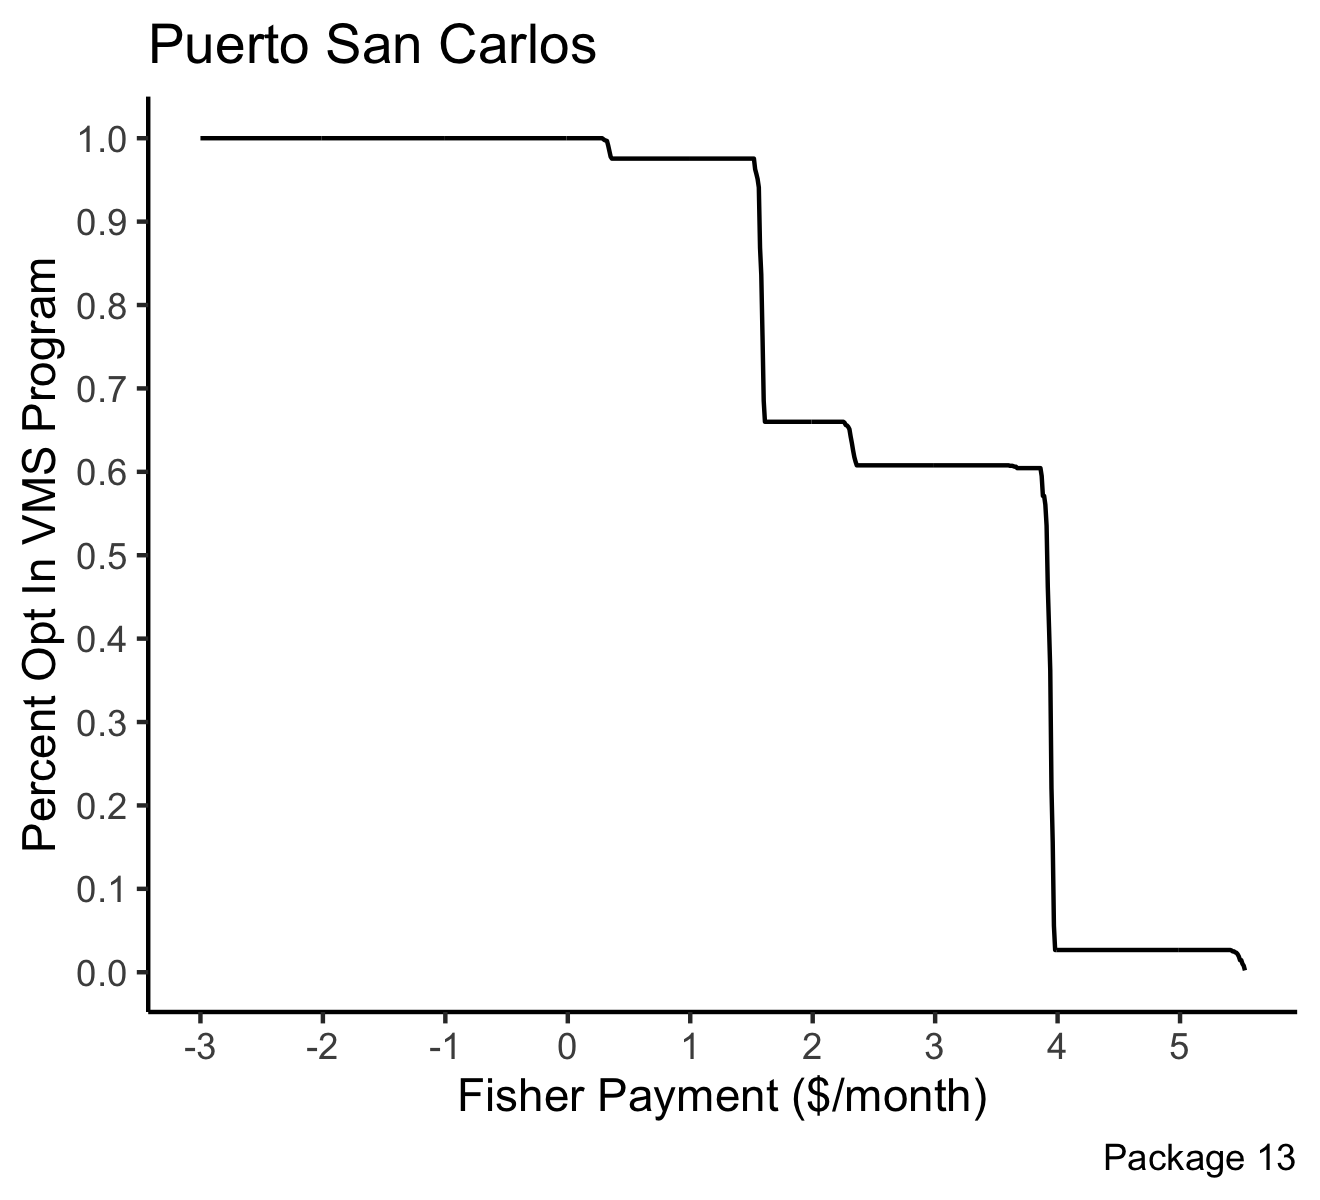 Puerto San Carlos
Percent Opt In VMS Program
1.0
0.9
0.8
0.7
0.6
0.5
0.4
0.3
0.2
0.1
0.0
-3 -2 -1 0 1 2 3 4 5
Fisher Payment ($/month)
Package 13